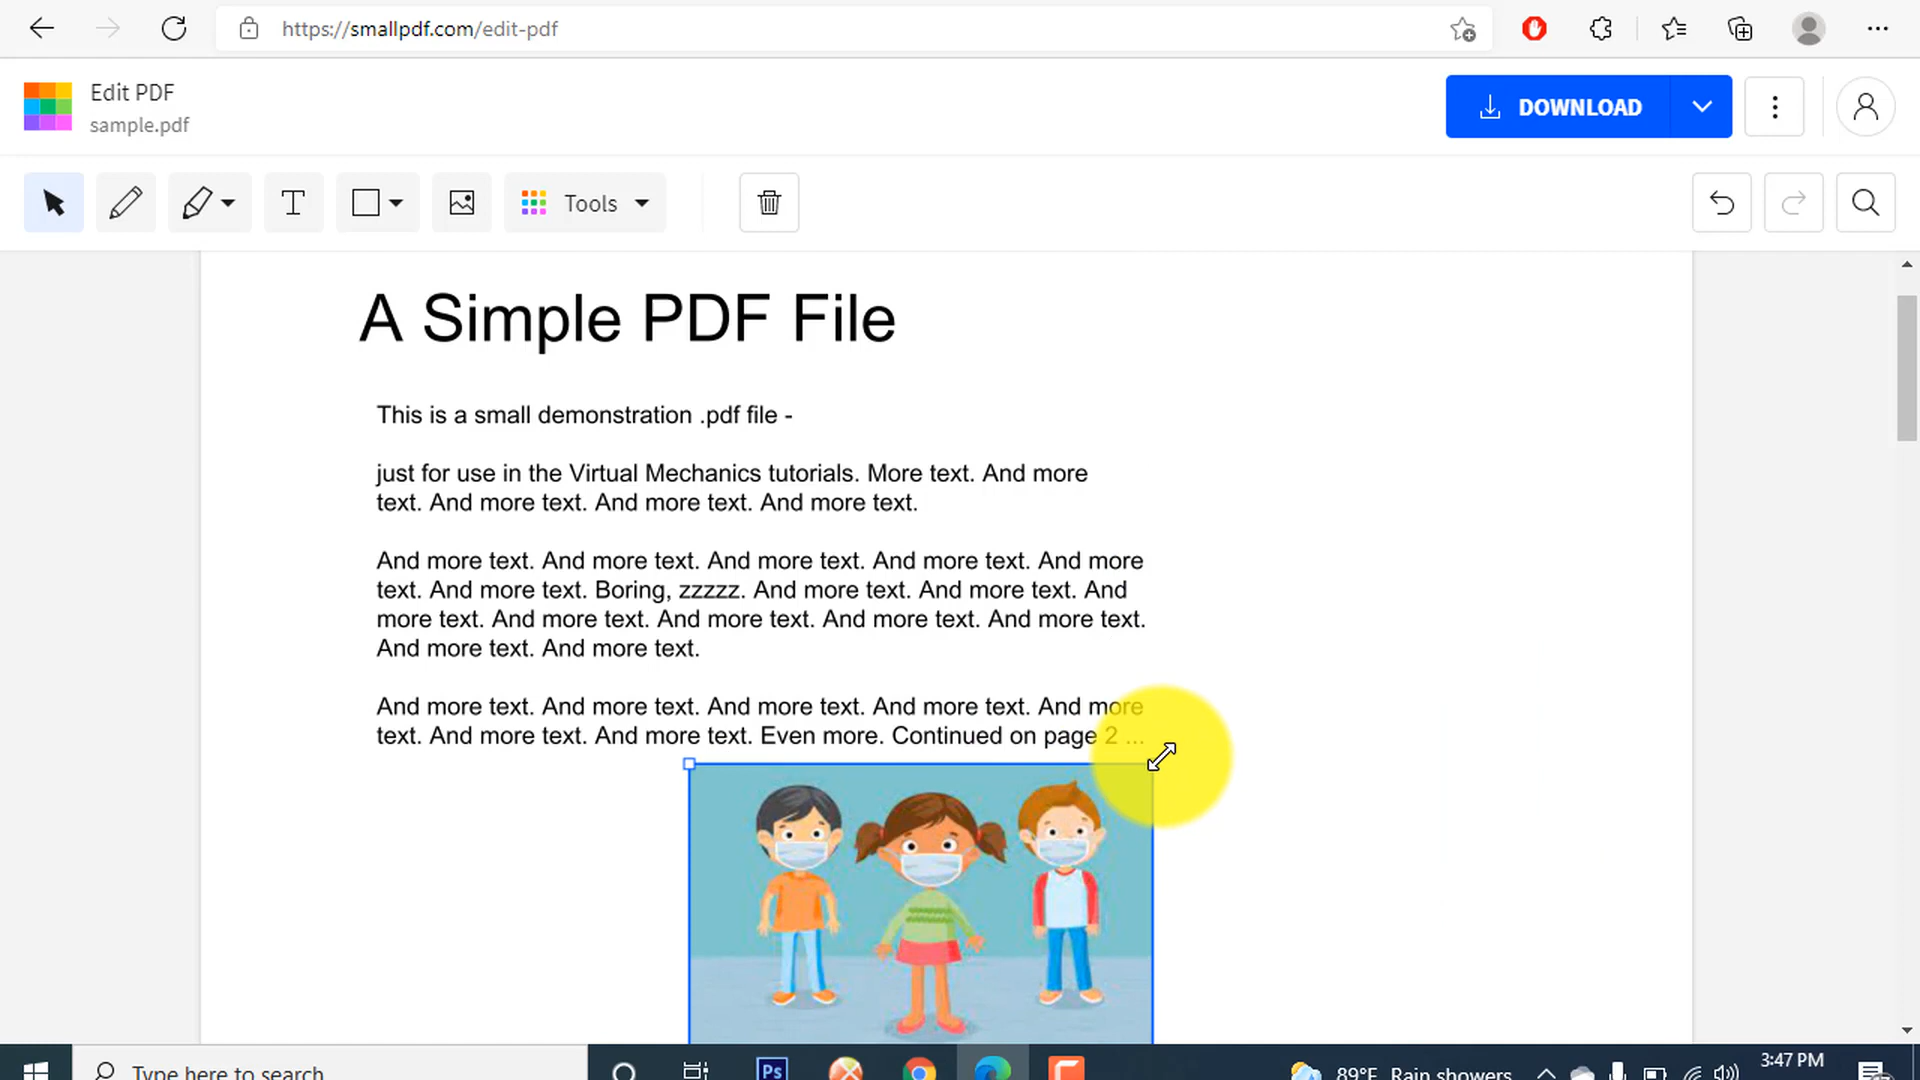 https://smallpdf.com/edit-pdf
Edit PDF
sample.pdf
DOWNLOAD
T
Tools
A Simple PDF File
This is a small demonstration .pdf file -
just for use in the Virtual Mechanics tutorials. More text. And more
text. And more text. And more text. And more text.
And more text. And more text. And more text. And more text. And more
text. And more text. Boring, zzzzz. And more text. And more text. And
more text. And more text. And more text. And more text. And more text.
And more text. And more text.
And more text. And more text. And more text. And more text. And more
text. And more text. And more text. Even more. Continued on page 2 ...
Type here to search
Ps
89°F Rain showers
3:47 PM